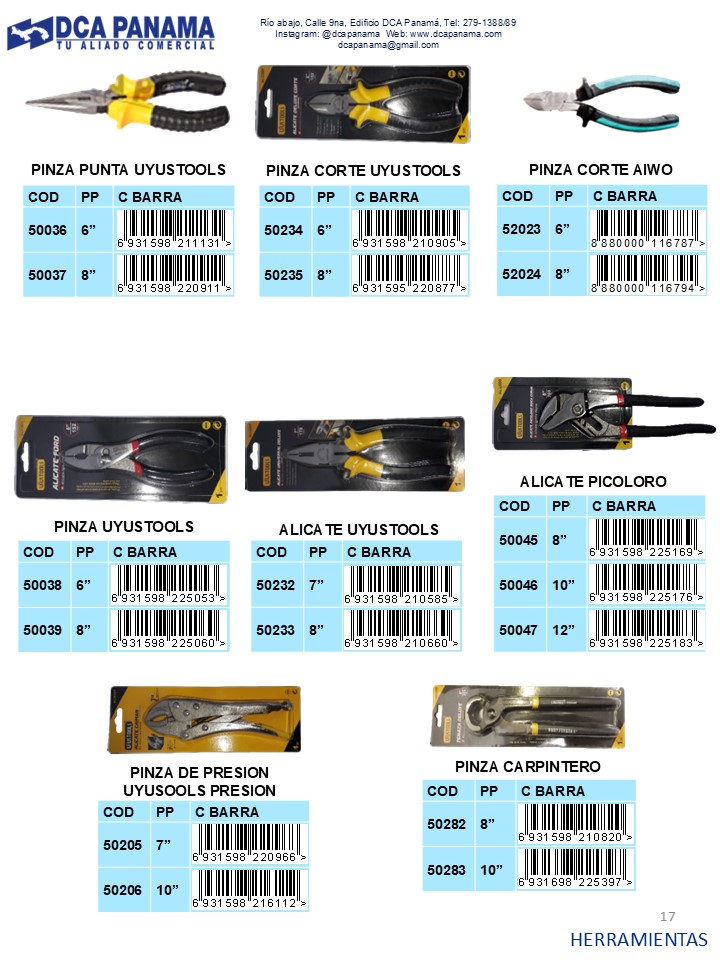 DCA PANAMA
TU ALIADO COMERCIAL
Río abajo, Calle 9na, Edificio DCA Panamá, Tel: 279-1388/89
Instagram: @dcapanama Web: www.dcapanama.com
dcapanama@gmail.com
PINZA PUNTA UYUSTOOLS
COD PP C BARRA
50036 6” 6 931598 211131 >
50037 8” 6 931598 220911 >
PINZA CORTE UYUSTOOLS
COD PP C BARRA
50234 6” 6 931598 210905 >
50235 8” 6 931595 220877 >
PINZA CORTE AIWO
COD PP C BARRA
52023 6” 8 880000 116787 >
52024 8” 8 880000 116794 >
PINZA UYUSTOOLS
COD PP C BARRA
50038 6” 6 931598 225053 >
50039 8” 6 931598 225060 >
ALICATE UYUSTOOLS
COD PP C BARRA
50232 7” 6 931598 210585 >
50233 8” 6 931598 210660 >
ALICATE PICOLORO
COD PP C BARRA
50045 8” 6 931598 225169 >
50046 10” 6 931598 225176 >
50047 12” 6 931598 225183 >
PINZA DE PRESION
UYUSOOLS PRESION
COD PP C BARRA
50205 7” 6 931598 220966 >
50206 10” 6 931598 216112 >
PINZA CARPINTERO
COD PP C BARRA
50282 8” 6 931598 210820 >
50283 10” 6 931698 225397 >
17
HERRAMIENTAS